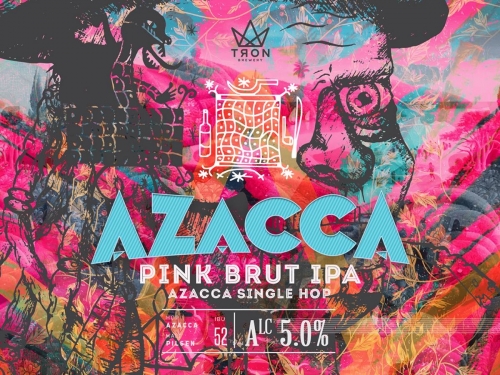 TRON
BREWERY
AZACCA
PINK BRUT IPA
AZACCA SINGLE HOP
AZACCA
PILSEN
IBU
52
ALC 5.0%